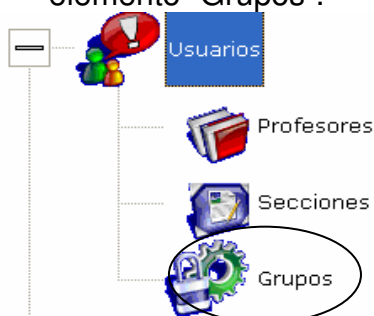 elemento "Grupos".
Usuarios
Profesores
Secciones
Grupos